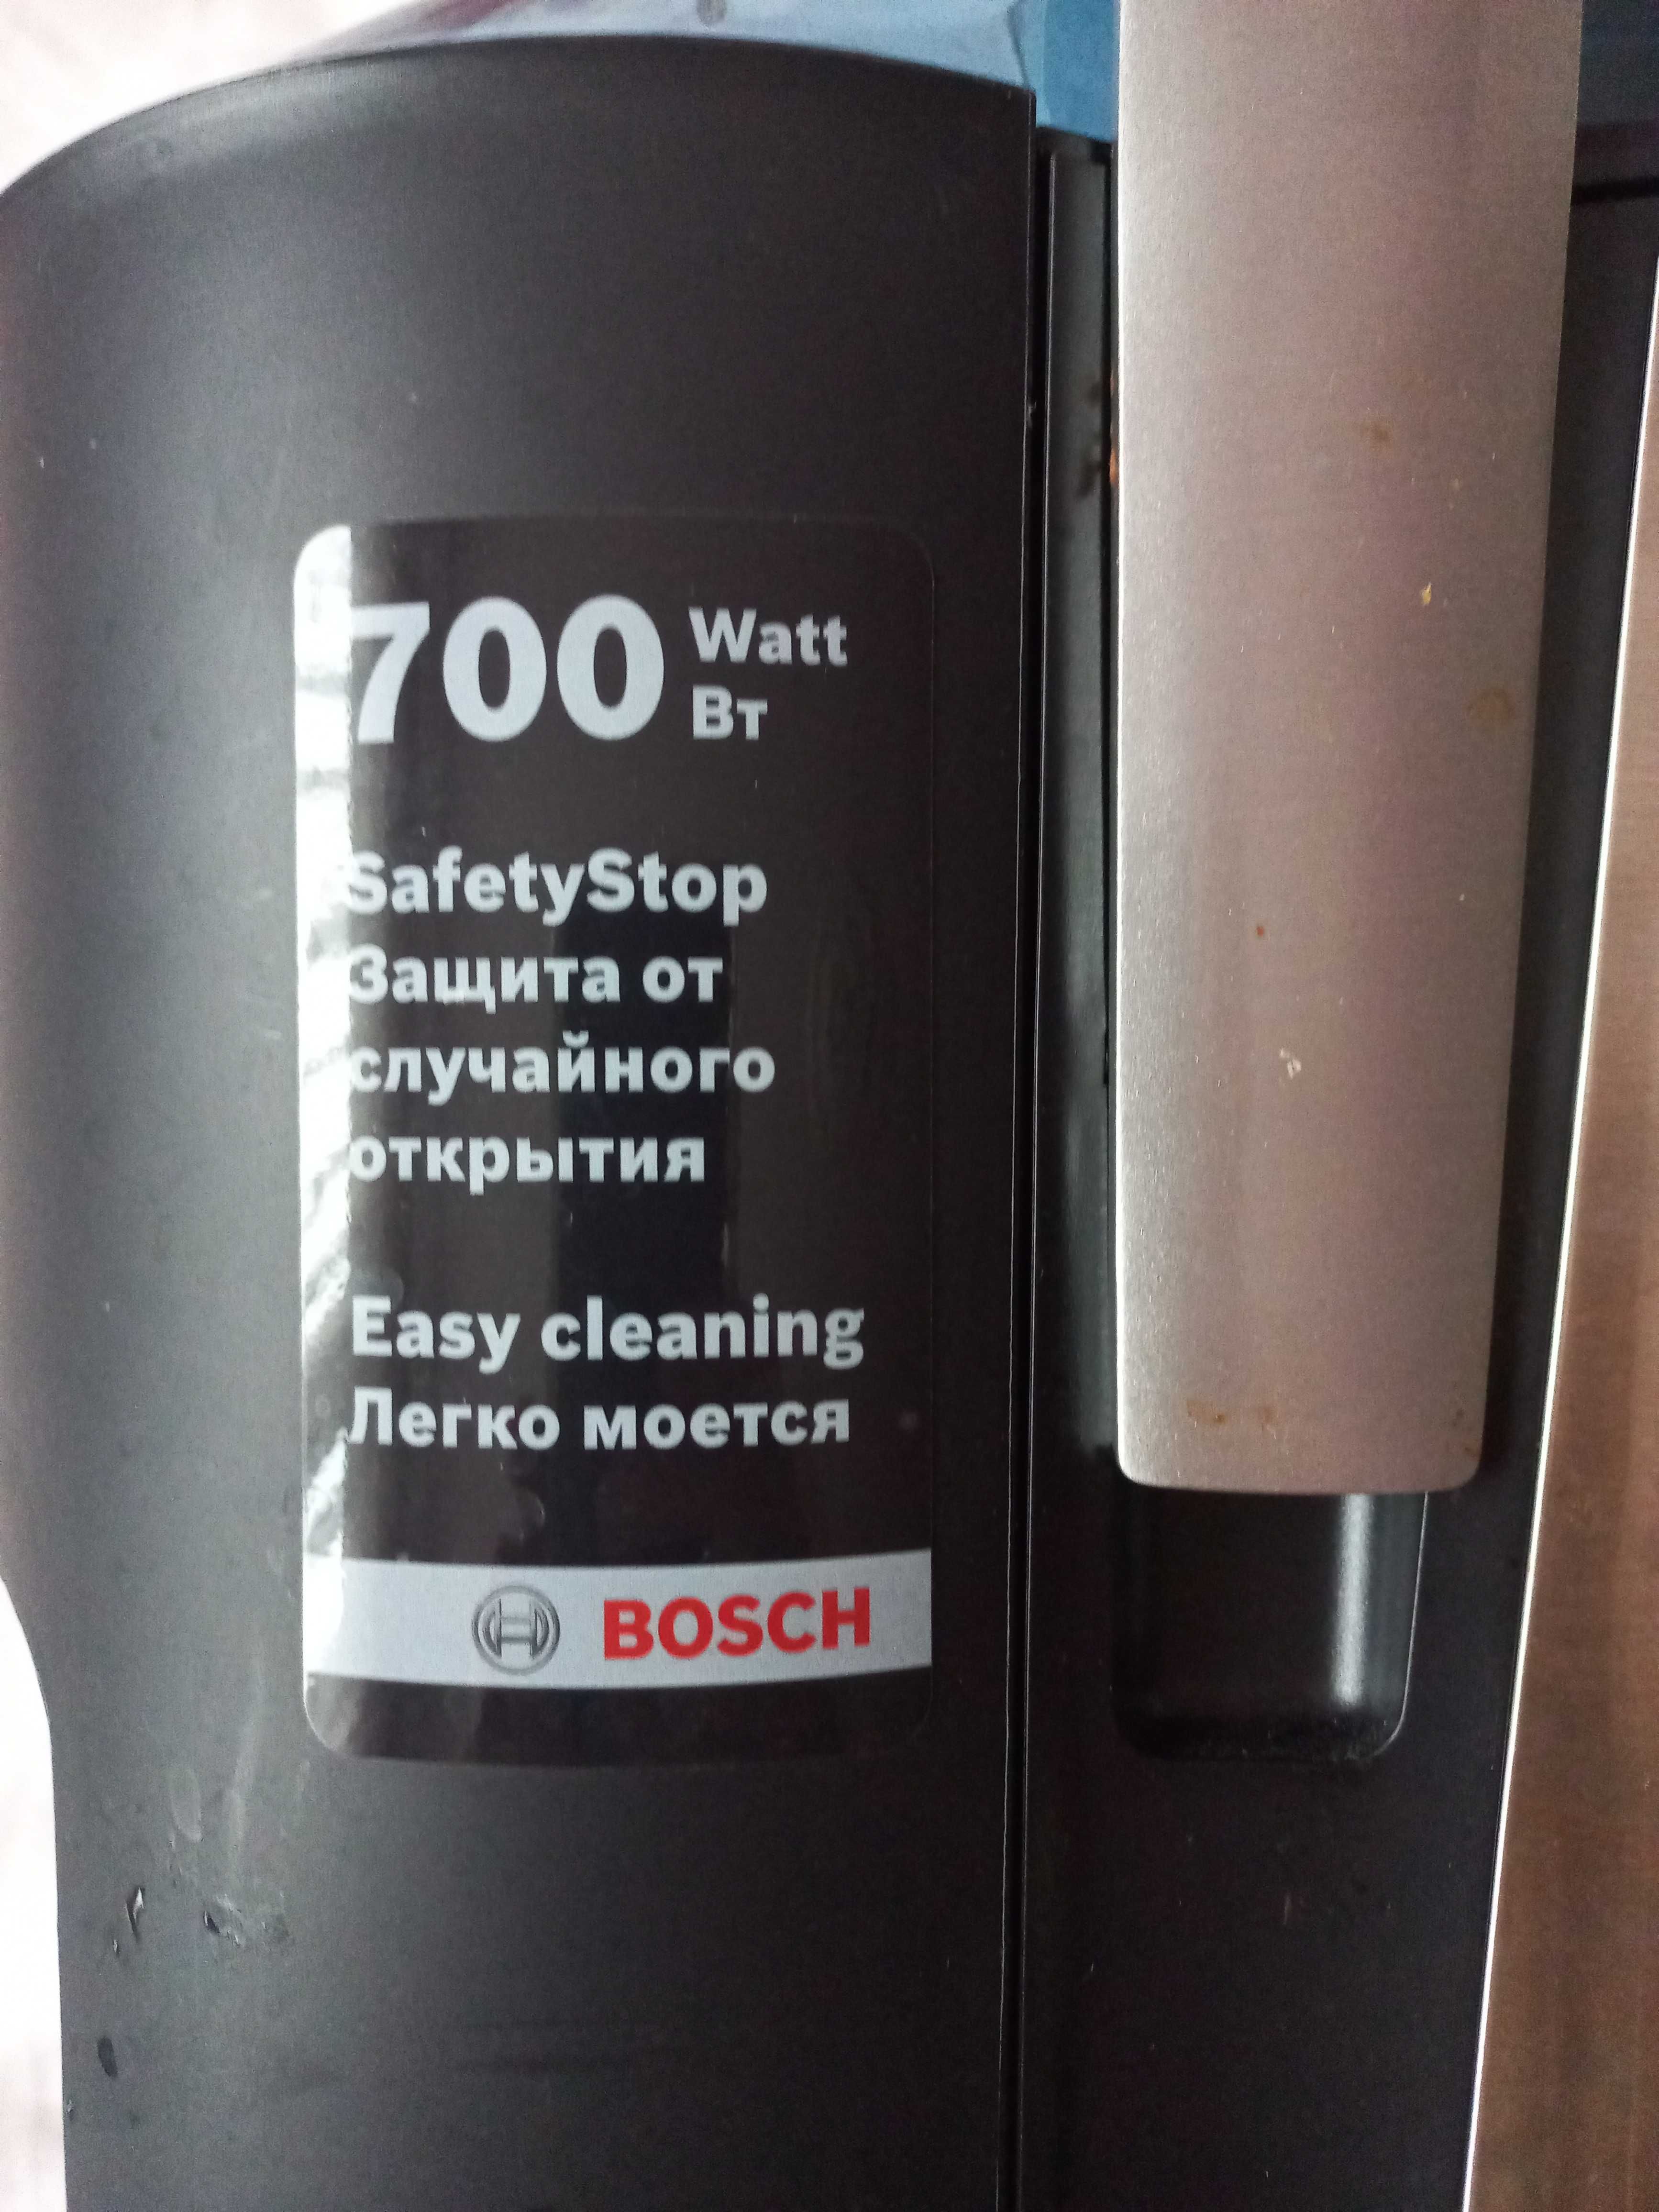 700 Watt
Вт
SafetyStop
Защита от
случайного
открытия
Easy cleaning
Легко моется
BOSCH